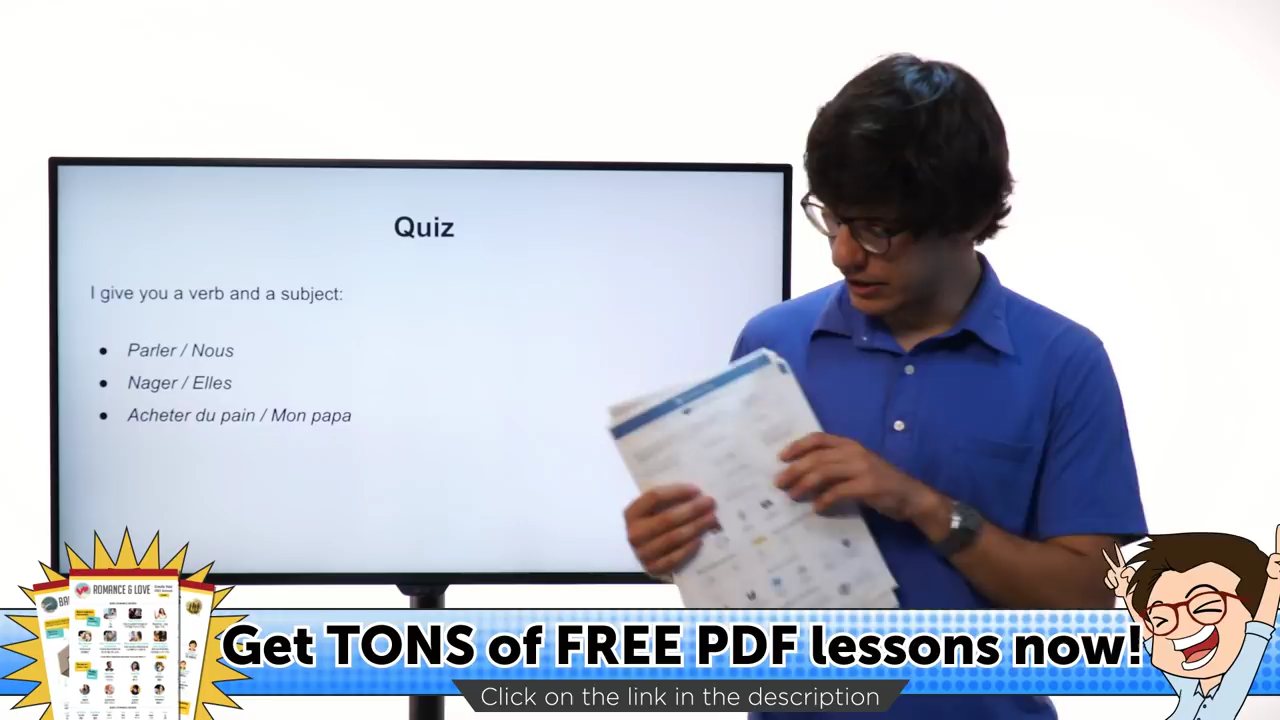 Quiz
I give you a verb and a subject:
• Parler / Nous
• Nager / Elles
• Acheter du pain / Mon papa
ROMANCE & LOVE
Get TONS of FREE PDF lessons now!
Click on the link in the description